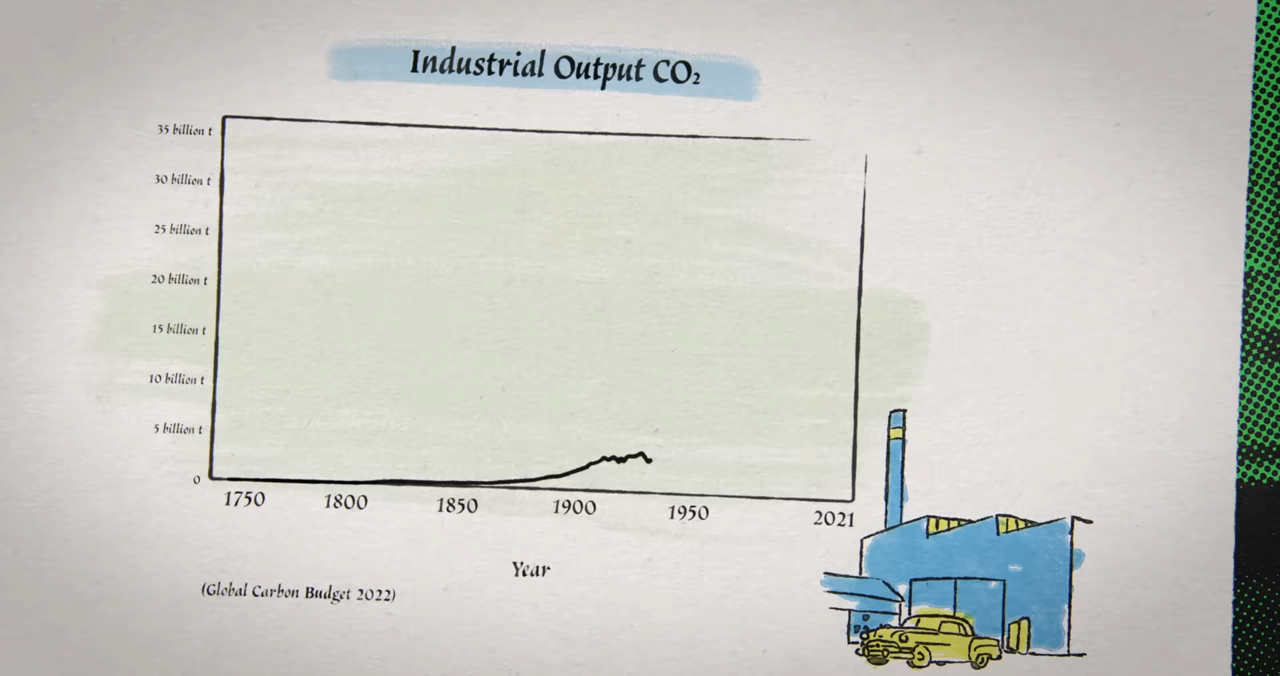 Industrial Output CO₂
35 billion t
30 billion t
25 billion t
20 billion t
15 billion t
10 billion t
5 billion t
0
1750 1800 1850 1900 1950 2021
Year
(Global Carbon Budget 2022)